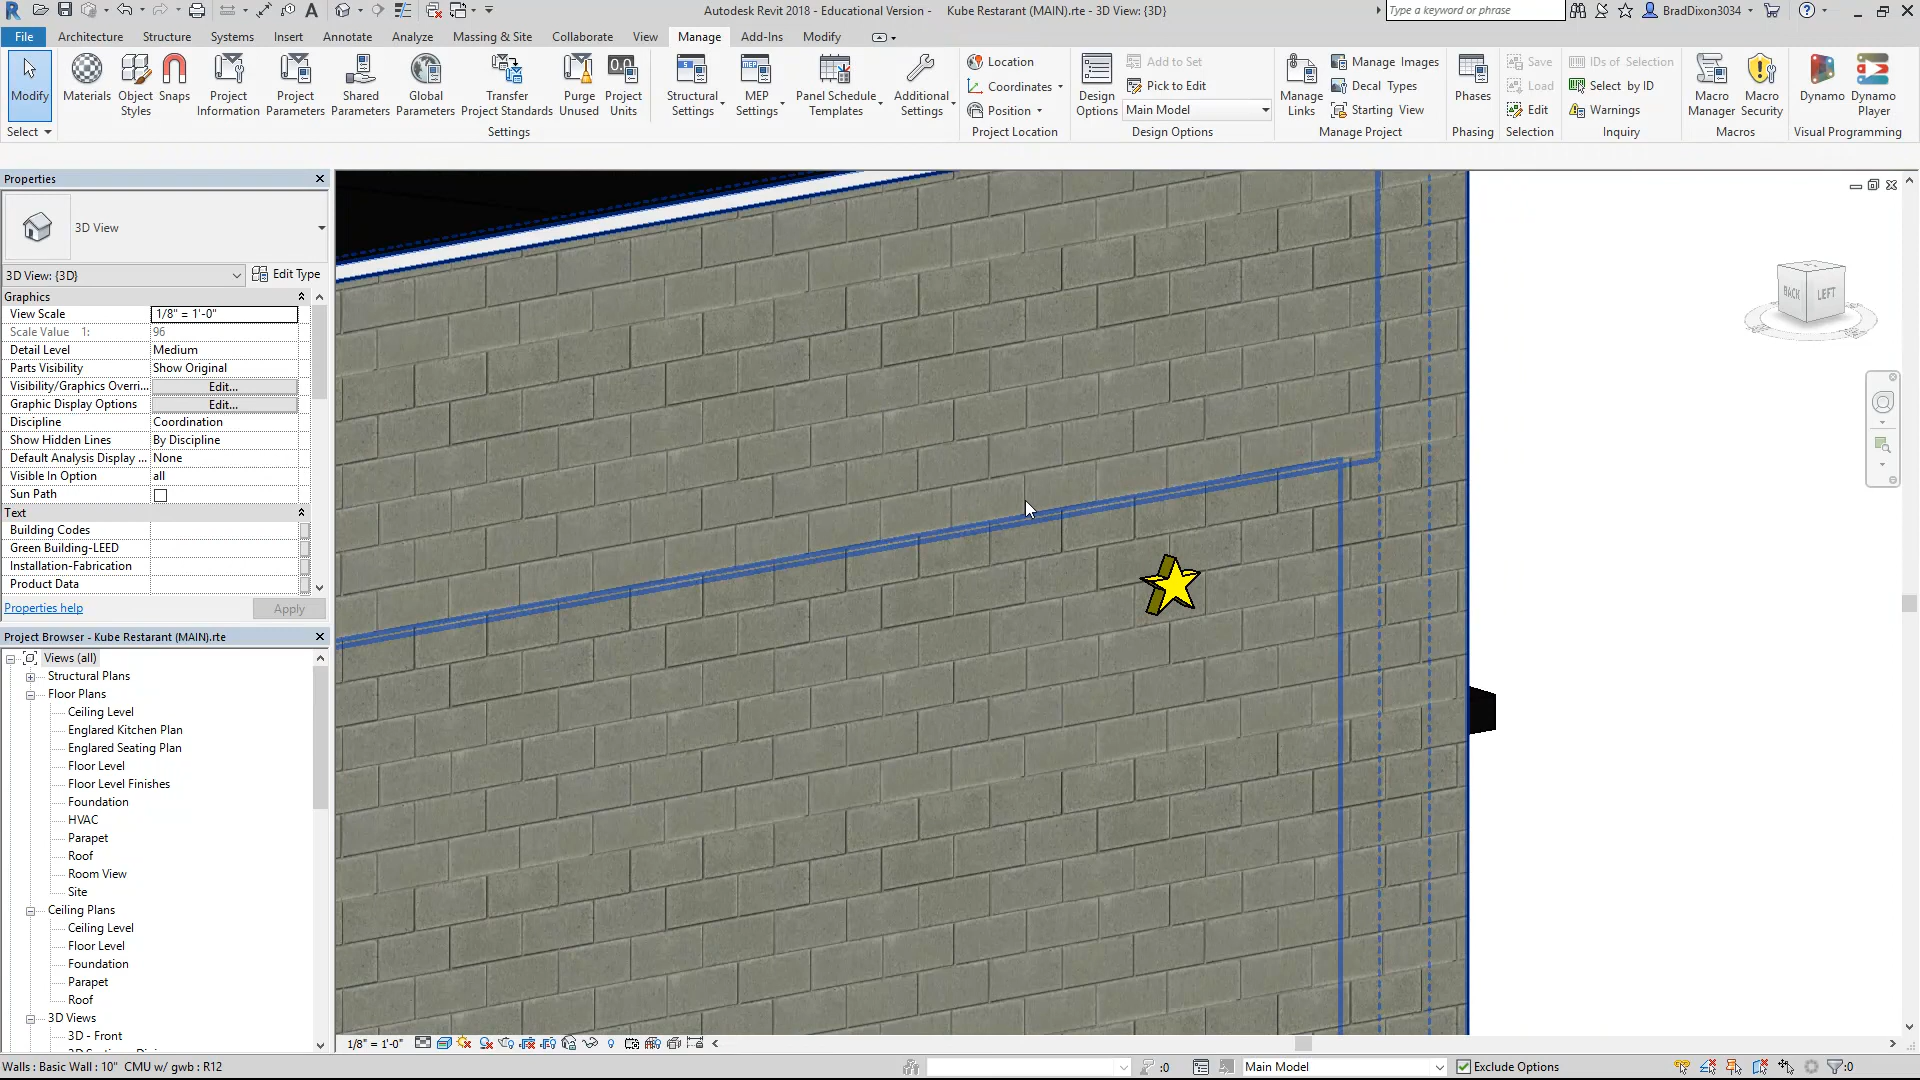 Autodesk Revit 2018 - Educational Version -    Kube Restarant (MAIN).rte - 3D View: {3D}
Type a keyword or phrase
BradDixon3034
File Architecture Structure Systems Insert Annotate Analyze Massing & Site Collaborate View Manage Add-Ins Modify
Modify
Select
Materials
Object Styles
Snaps
Project Information
Project Parameters
Shared Parameters
Global Parameters
Transfer Project Standards
Purge Unused
Project Units
Settings
Structural Settings
MEP Settings
Panel Schedule Templates
Additional Settings
Location
Coordinates
Position
Project Location
Design Options
Add to Set
Pick to Edit
Main Model
Design Options
Manage Links
Manage Images
Decal Types
Starting View
Manage Project
Phases
Phasing
Save
Load
Edit
Selection
IDs of Selection
Select by ID
Warnings
Inquiry
Macro Manager
Macro Security
Macros
Dynamo
Dynamo Player
Visual Programming
Properties
3D View
3D View: {3D} Edit Type
Graphics
View Scale 1/8" = 1'-0"
Scale Value 1: 96
Detail Level Medium
Parts Visibility Show Original
Visibility/Graphics Overri... Edit...
Graphic Display Options Edit...
Discipline Coordination
Show Hidden Lines By Discipline
Default Analysis Display ... None
Visible In Option all
Sun Path
Text
Building Codes
Green Building-LEED
Installation-Fabrication
Product Data
Properties help Apply
Project Browser - Kube Restarant (MAIN).rte
Views (all)
Structural Plans
Floor Plans
Ceiling Level
Englared Kitchen Plan
Englared Seating Plan
Floor Level
Floor Level Finishes
Foundation
HVAC
Parapet
Roof
Room View
Site
Ceiling Plans
Ceiling Level
Floor Level
Foundation
Parapet
Roof
3D Views
3D - Front
BACK LEFT
1/8" = 1'-0"
Walls : Basic Wall : 10"  CMU w/ gwb : R12
:0
Main Model
Exclude Options
:0